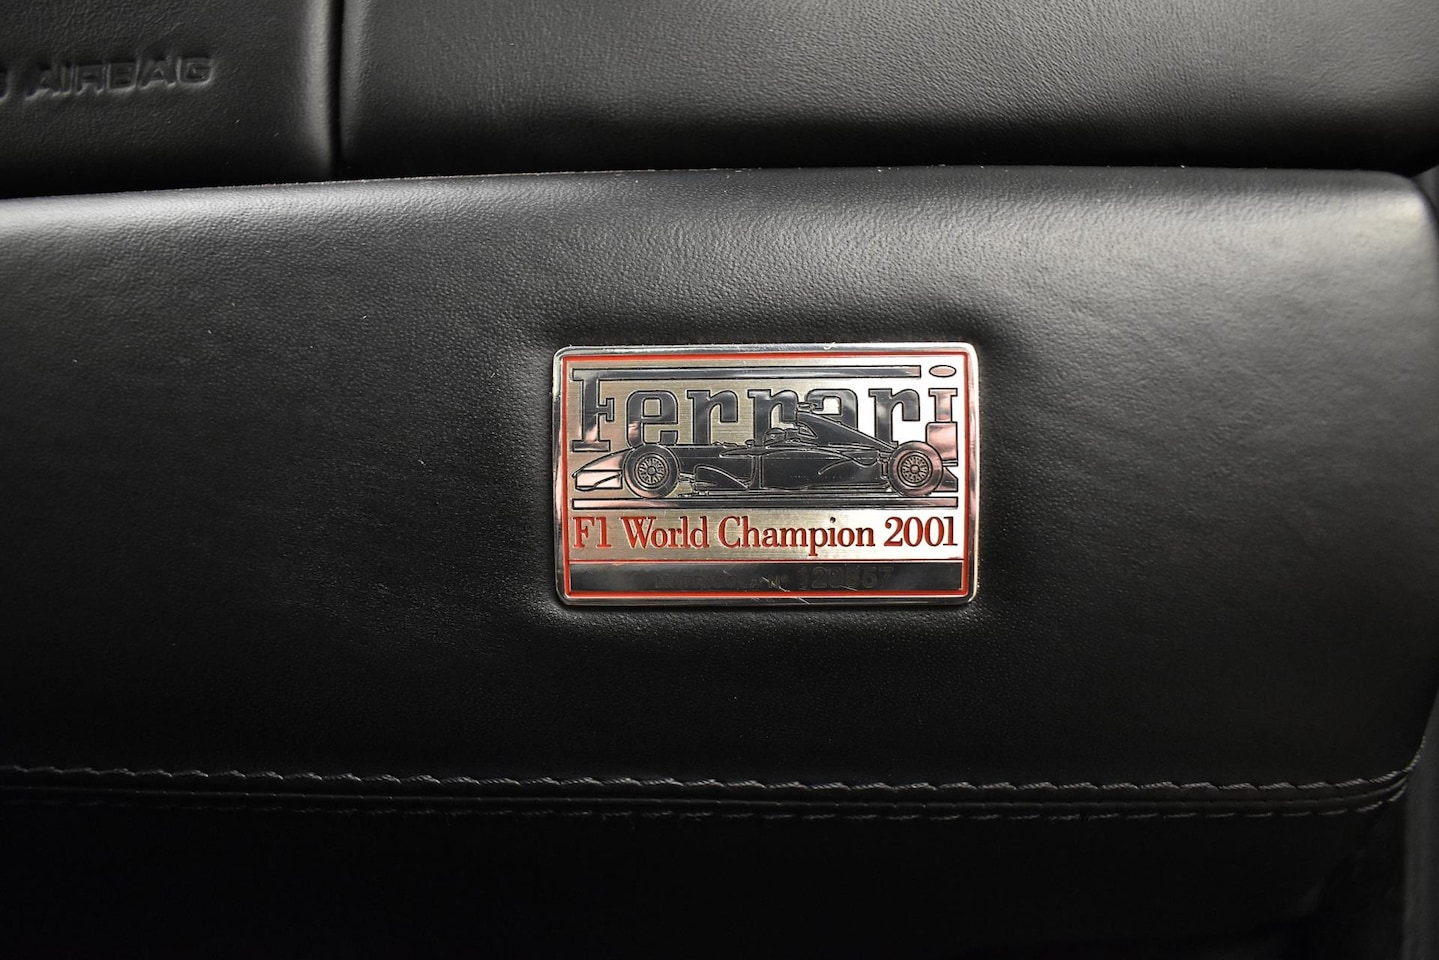 AIRBAG
Ferrari
F1 World Champion 2001